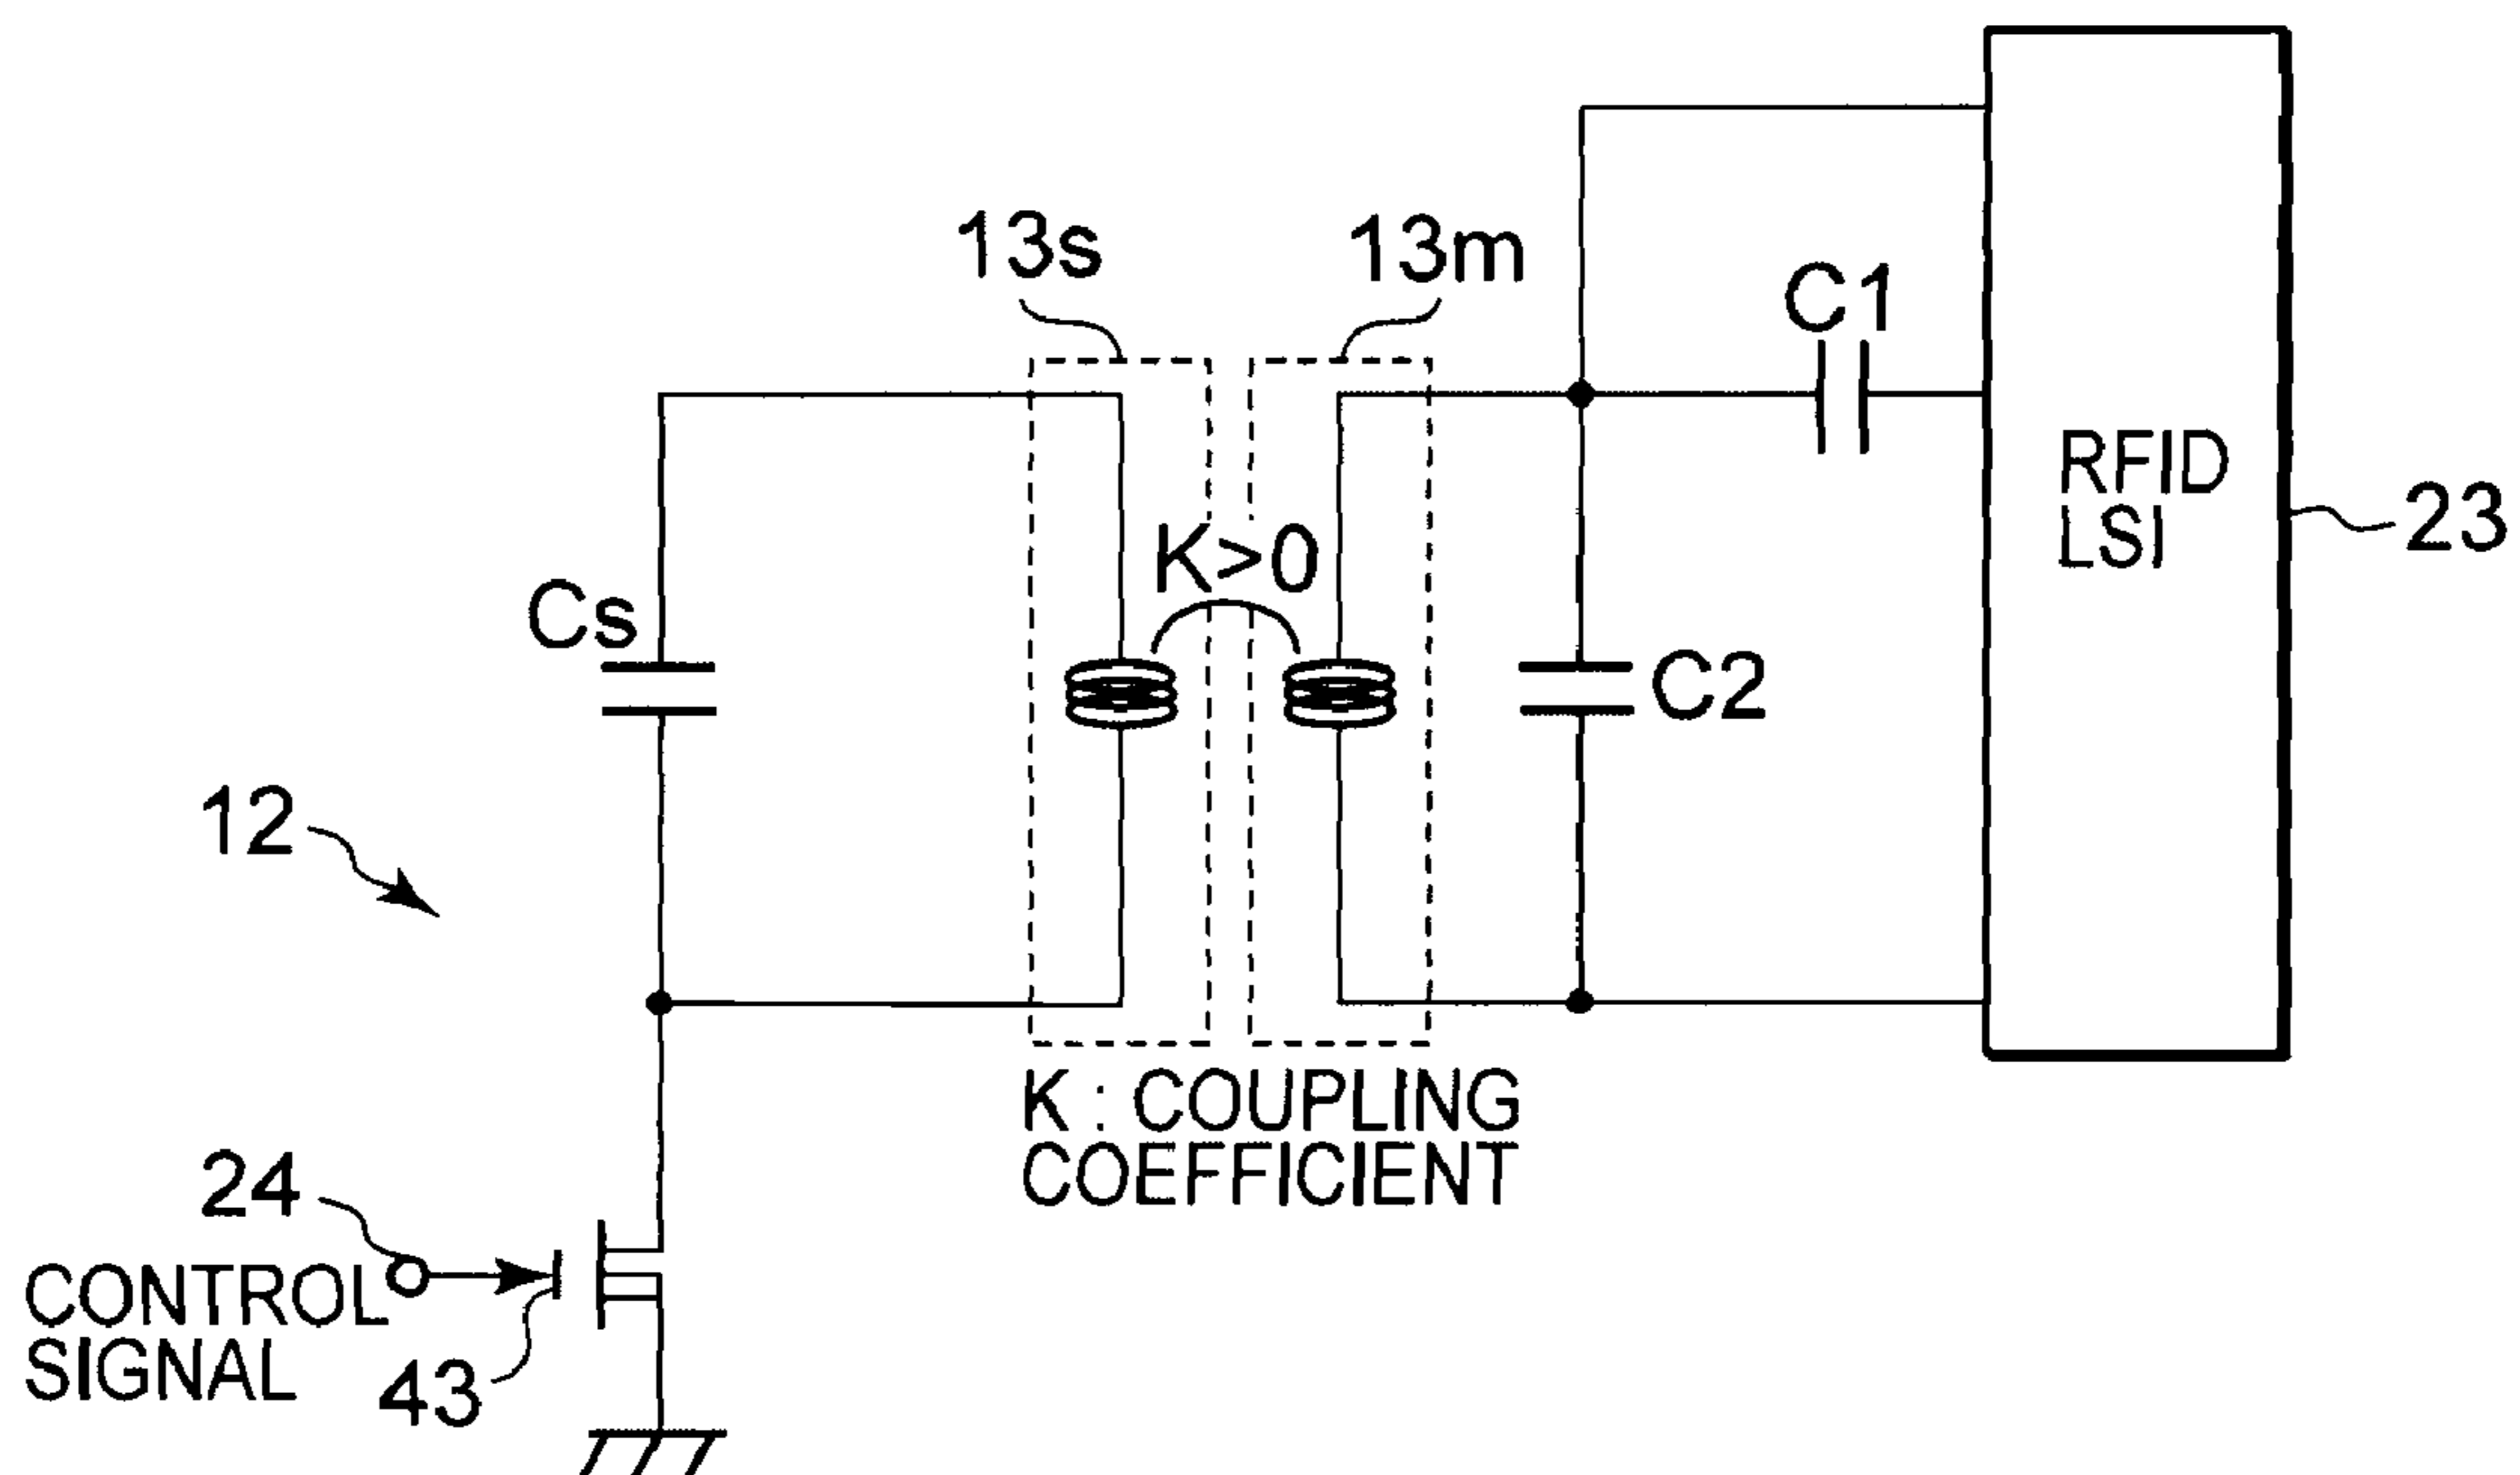 13s
13m
C1
RFID
LSI
23
K>0
Cs
C2
12
K : COUPLING
COEFFICIENT
24
CONTROL
SIGNAL
43